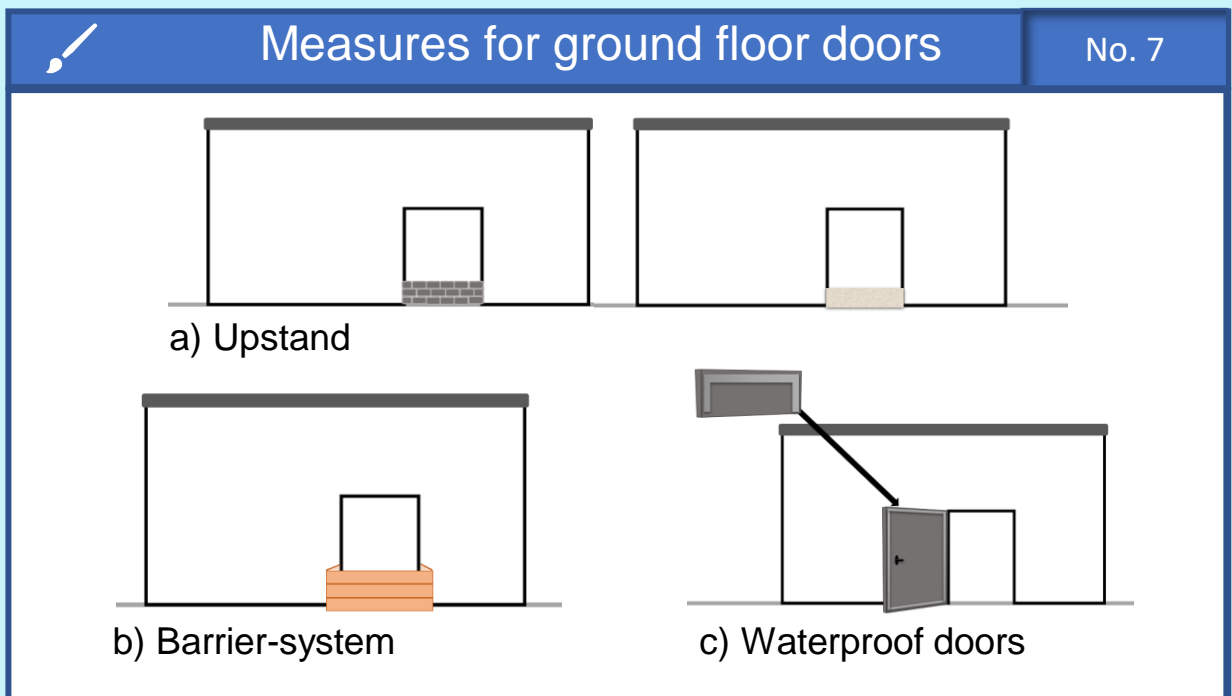 Measures for ground floor doors
No. 7
a) Upstand
b) Barrier-system
c) Waterproof doors